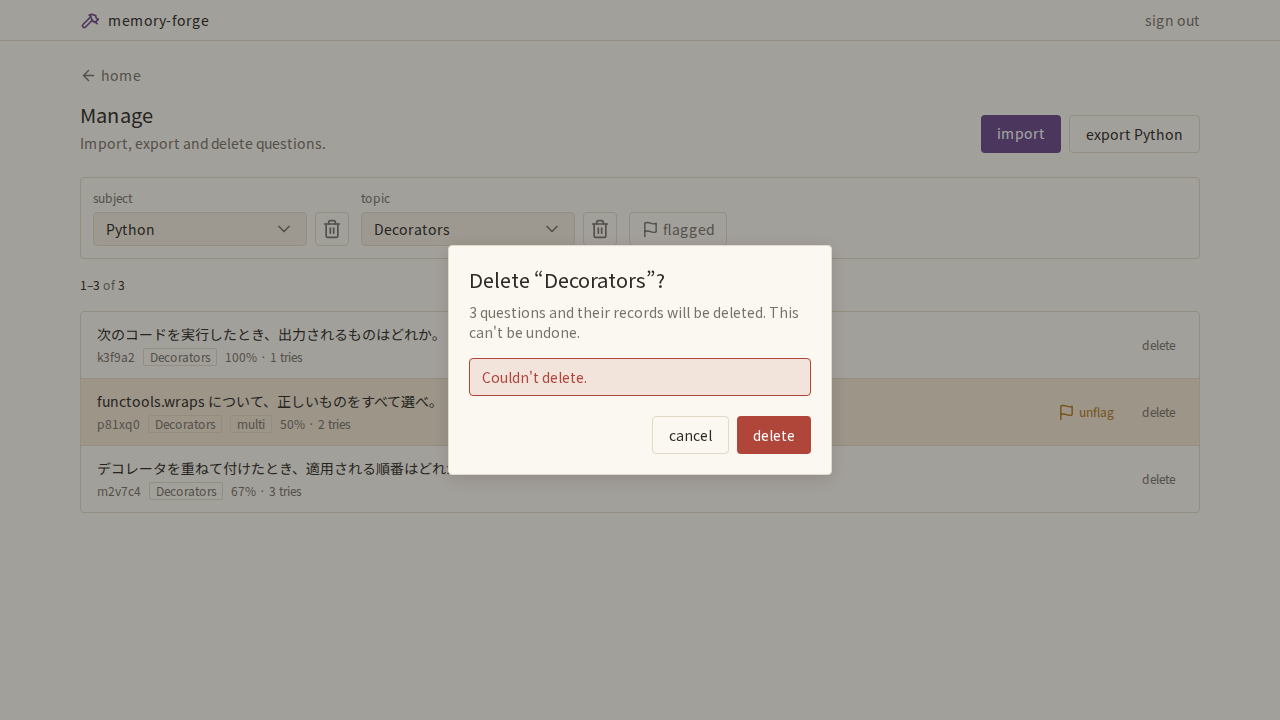 memory-forge
sign out
home
Manage
Import, export and delete questions.
import
export Python
subject
topic
Python
Decorators
flagged
1–3 of 3
Delete “Decorators”?
3 questions and their records will be deleted. This
can't be undone.
Couldn't delete.
cancel
delete
次のコードを実行したとき、出力されるものはどれか。
k3f9a2 Decorators 100% · 1 tries
delete
functools.wraps について、正しいものをすべて選べ。
p81xq0 Decorators multi 50% · 2 tries
unflag
delete
デコレータを重ねて付けたとき、適用される順番はどれ
m2v7c4 Decorators 67% · 3 tries
delete